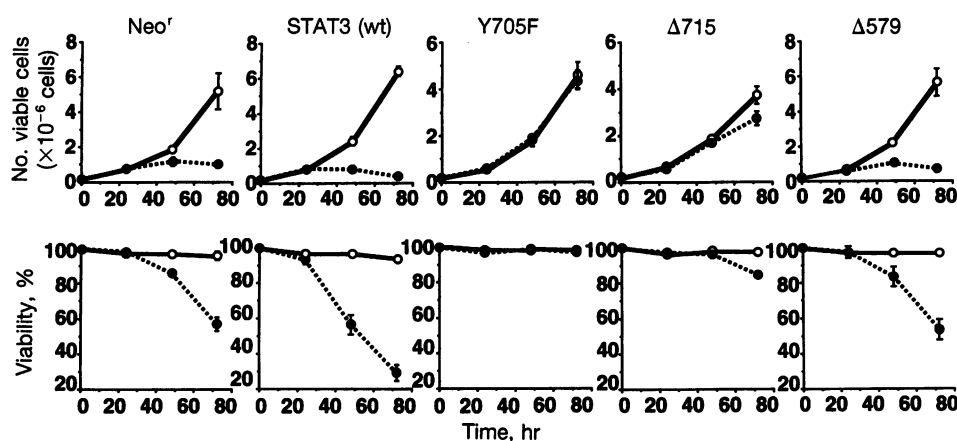 Neoʳ STAT3 (wt) Y705F Δ715 Δ579
No. viable cells
(×10⁻⁶ cells)
8 8 6 6 8
6 6 6
4 4 4 4 4
2 2 2 2 2
0 0 0 0 0
0 20 40 60 80 0 20 40 60 80 0 20 40 60 80 0 20 40 60 80 0 20 40 60 80
Viability, %
100 100 100 100 100
80 80 80 80 80
60 60 60 60 60
40 40 40 40 40
20 20 20 20 20
0 20 40 60 80 0 20 40 60 80 0 20 40 60 80 0 20 40 60 80 0 20 40 60 80
Time, hr